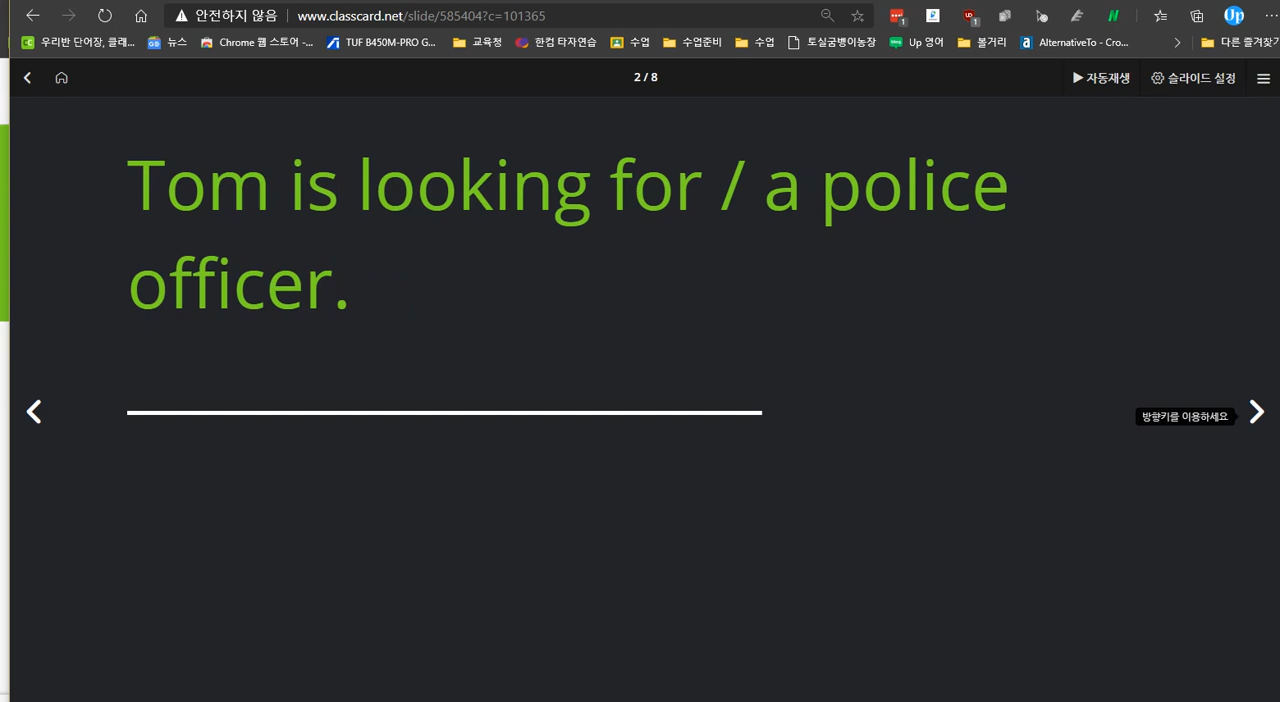 안전하지 않음 www.classcard.net/slide/585404?c=101365
우리반 단어장, 클래... 뉴스 Chrome 웹 스토어 -... TUF B450M-PRO G... 교육청 한컴 타자연습 수업 수업준비 수업 토실굼벵이농장 Up 영어 볼거리 AlternativeTo - Cro... 다른 즐겨찾기
2 / 8 자동재생 슬라이드 설정
Tom is looking for / a police
officer.
방향키를 이용하세요